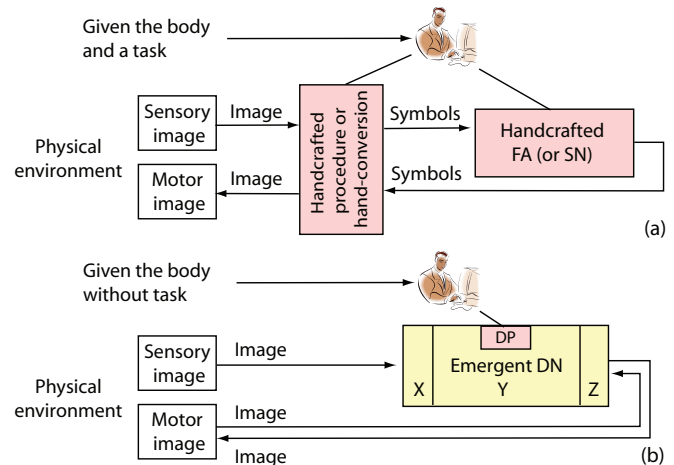 Given the body
and a task
Physical
environment
Sensory
image
Image
Motor
image
Image
Handcrafted
procedure or
hand-conversion
Symbols
Symbols
Handcrafted
FA (or SN)
(a)
Given the body
without task
Physical
environment
Sensory
image
Image
Motor
image
Image
Image
DP
Emergent DN
X
Y
Z
(b)